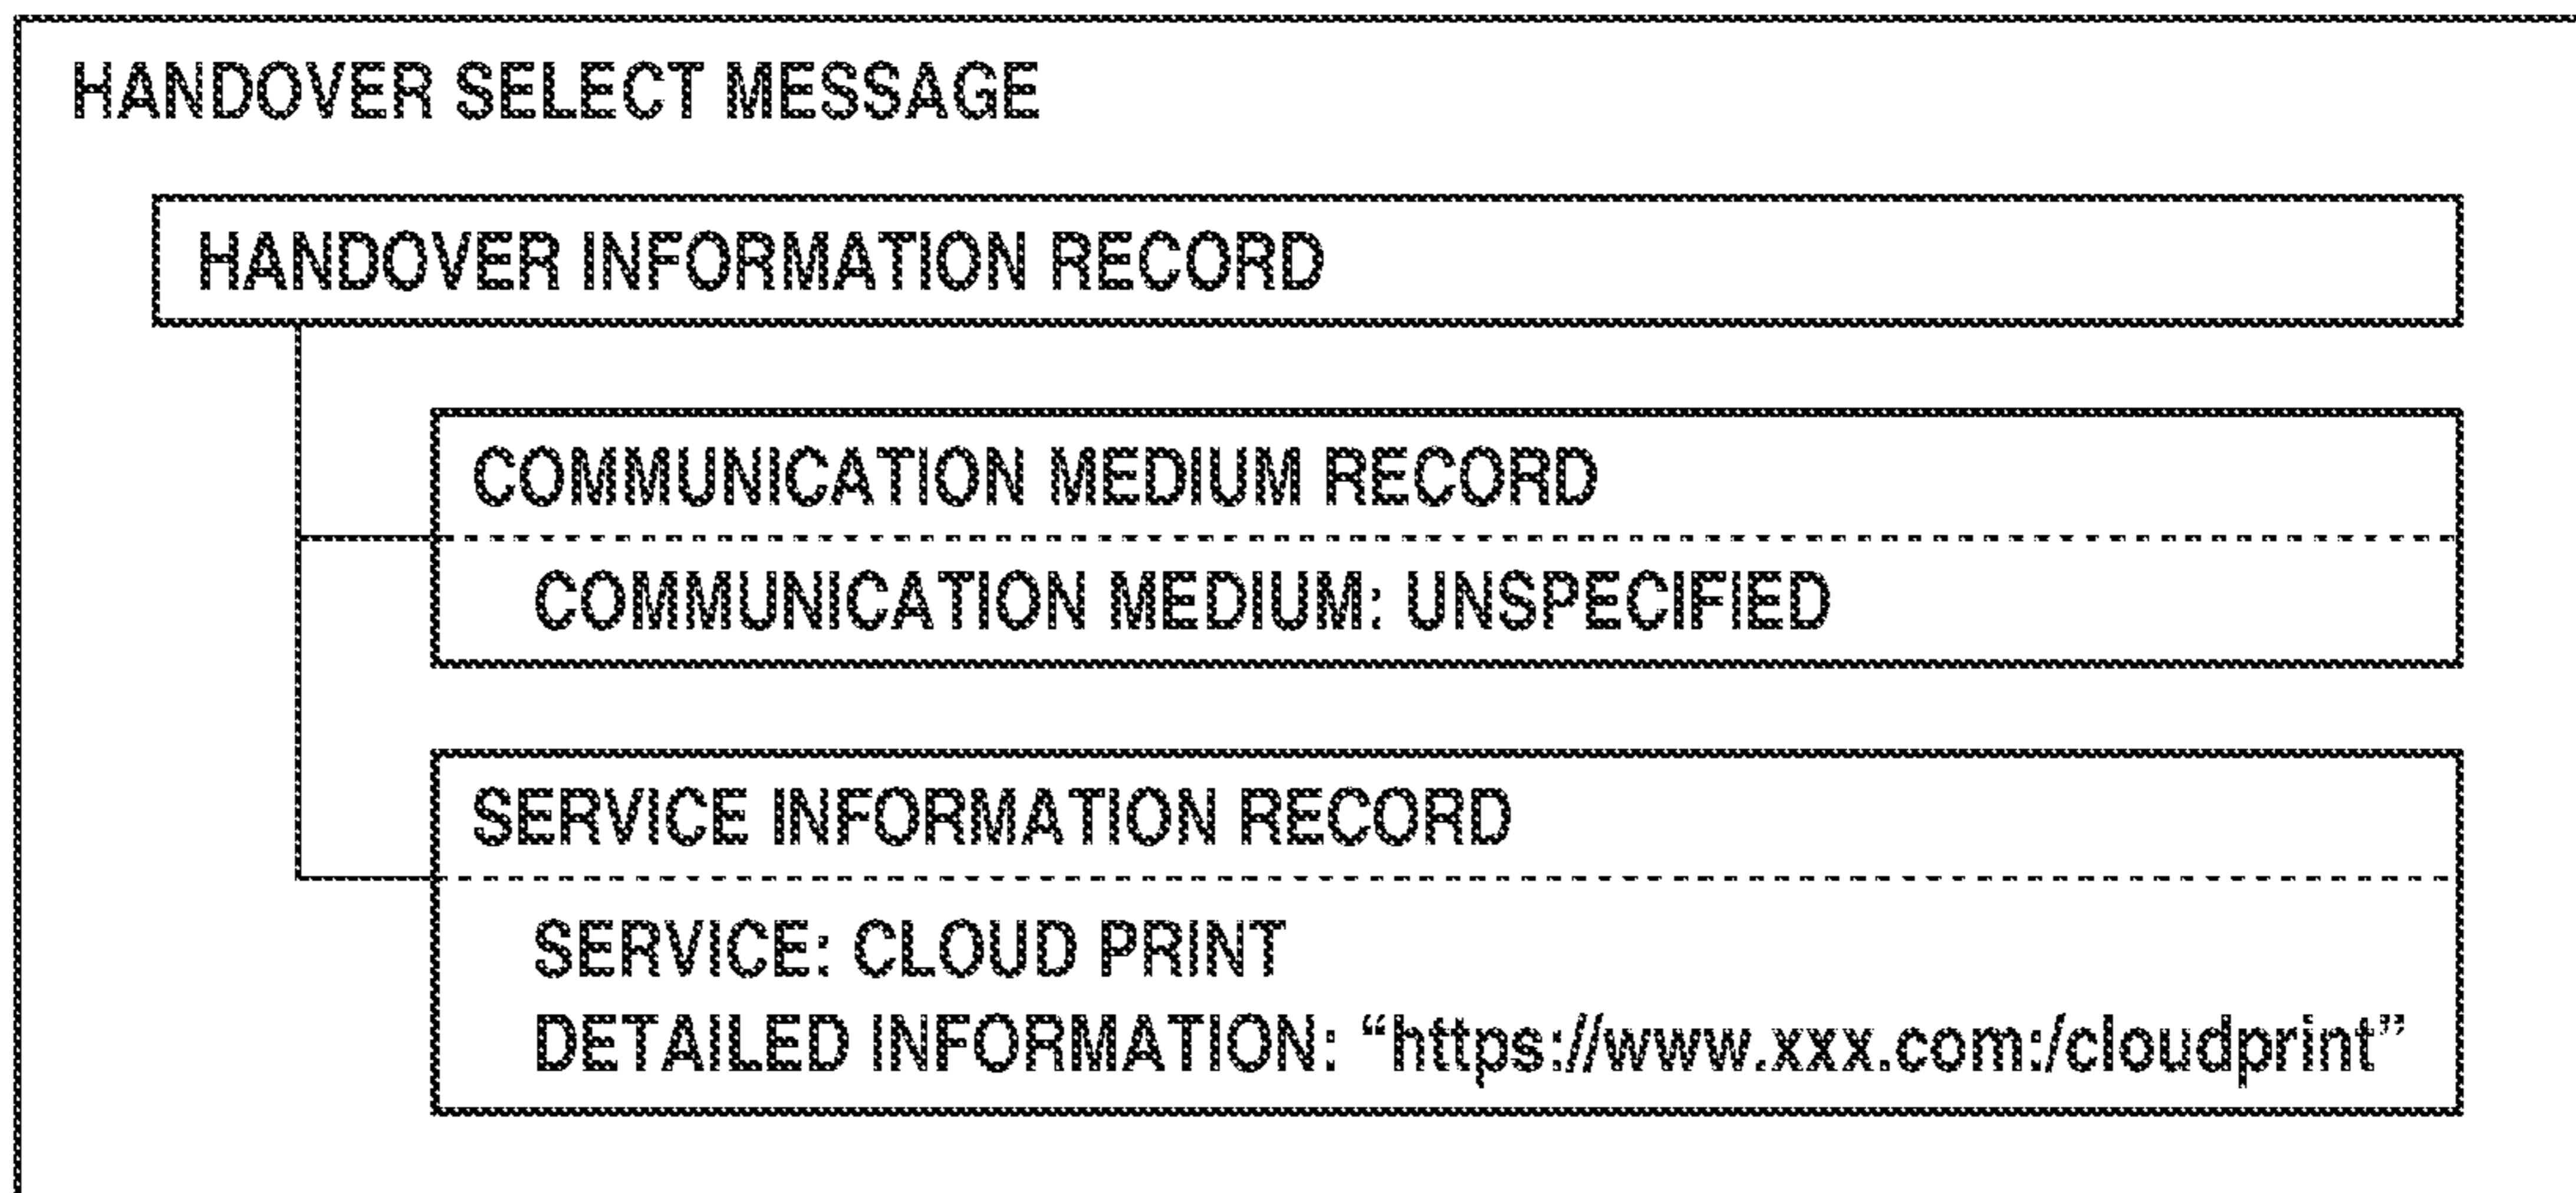 HANDOVER SELECT MESSAGE
HANDOVER INFORMATION RECORD
COMMUNICATION MEDIUM RECORD
COMMUNICATION MEDIUM: UNSPECIFIED
SERVICE INFORMATION RECORD
SERVICE: CLOUD PRINT
DETAILED INFORMATION: “https://www.xxx.com:/cloudprint”